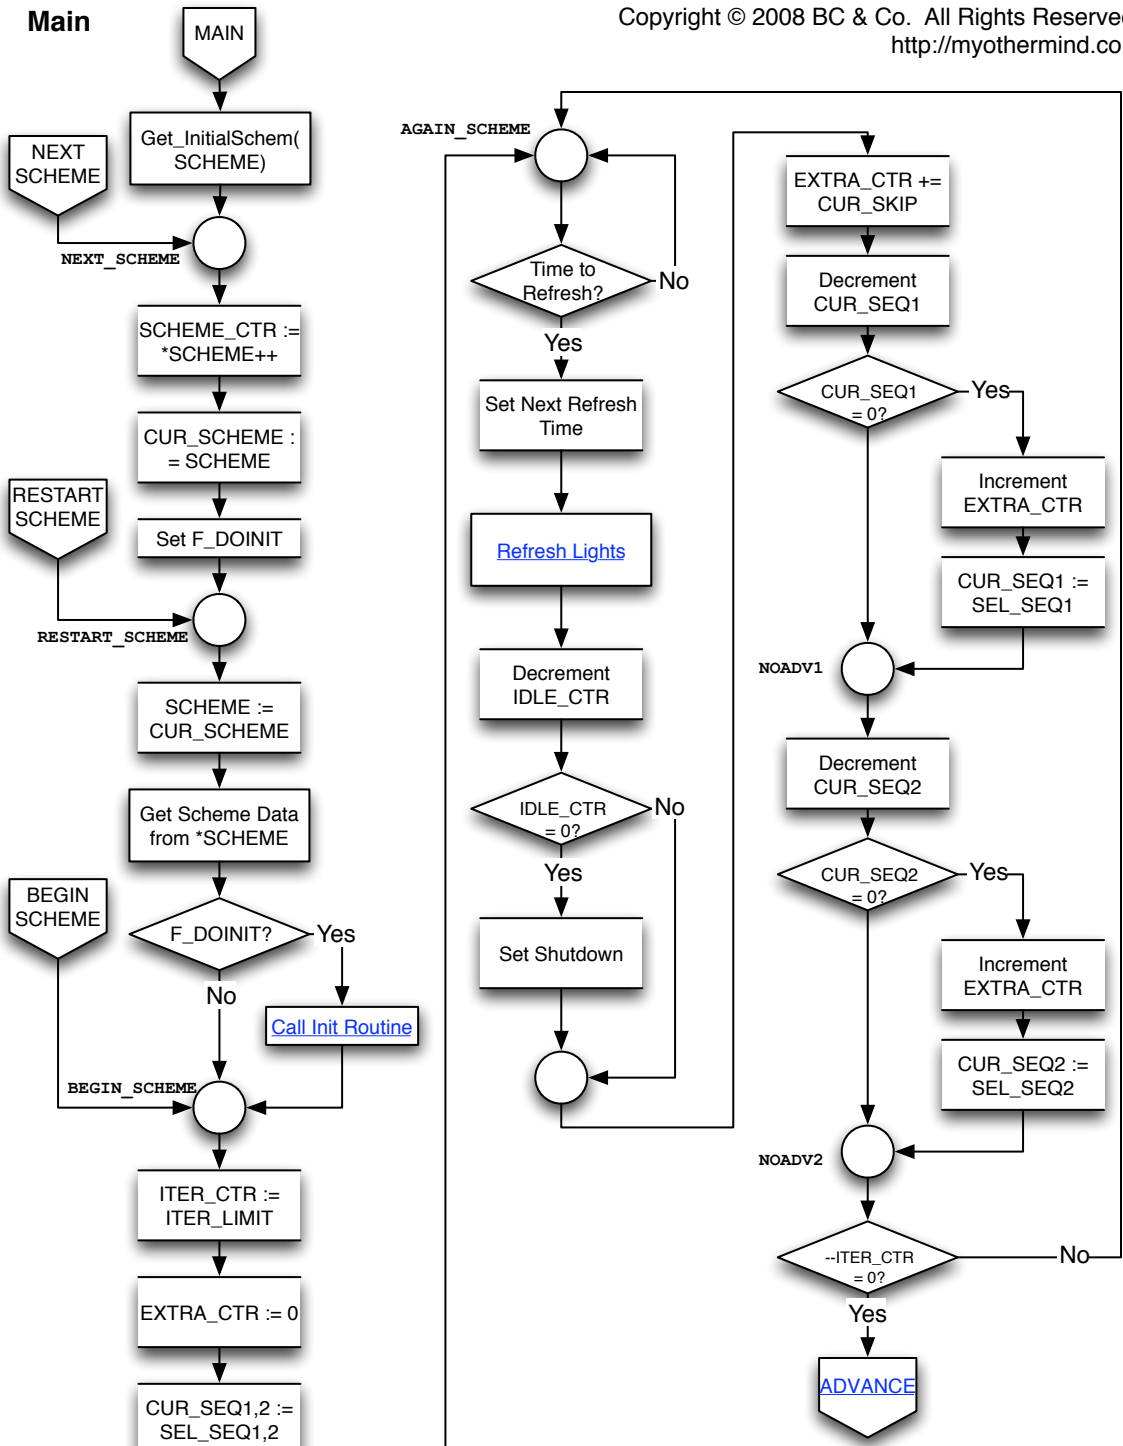 Main
Copyright © 2008 BC & Co.  All Rights Reserve
http://myothermind.co
MAIN
Get_InitialSchem(
SCHEME)
NEXT
SCHEME
NEXT_SCHEME
SCHEME_CTR :=
*SCHEME++
CUR_SCHEME :
= SCHEME
RESTART
SCHEME
Set F_DOINIT
RESTART_SCHEME
SCHEME :=
CUR_SCHEME
Get Scheme Data
from *SCHEME
BEGIN
SCHEME
F_DOINIT?
Yes
No
Call Init Routine
BEGIN_SCHEME
ITER_CTR :=
ITER_LIMIT
EXTRA_CTR := 0
CUR_SEQ1,2 :=
SEL_SEQ1,2
AGAIN_SCHEME
Time to
Refresh?
No
Yes
Set Next Refresh
Time
Refresh Lights
Decrement
IDLE_CTR
IDLE_CTR
= 0?
No
Yes
Set Shutdown
EXTRA_CTR +=
CUR_SKIP
Decrement
CUR_SEQ1
CUR_SEQ1
= 0?
Yes
Increment
EXTRA_CTR
CUR_SEQ1 :=
SEL_SEQ1
NOADV1
Decrement
CUR_SEQ2
CUR_SEQ2
= 0?
Yes
Increment
EXTRA_CTR
CUR_SEQ2 :=
SEL_SEQ2
NOADV2
--ITER_CTR
= 0?
No
Yes
ADVANCE